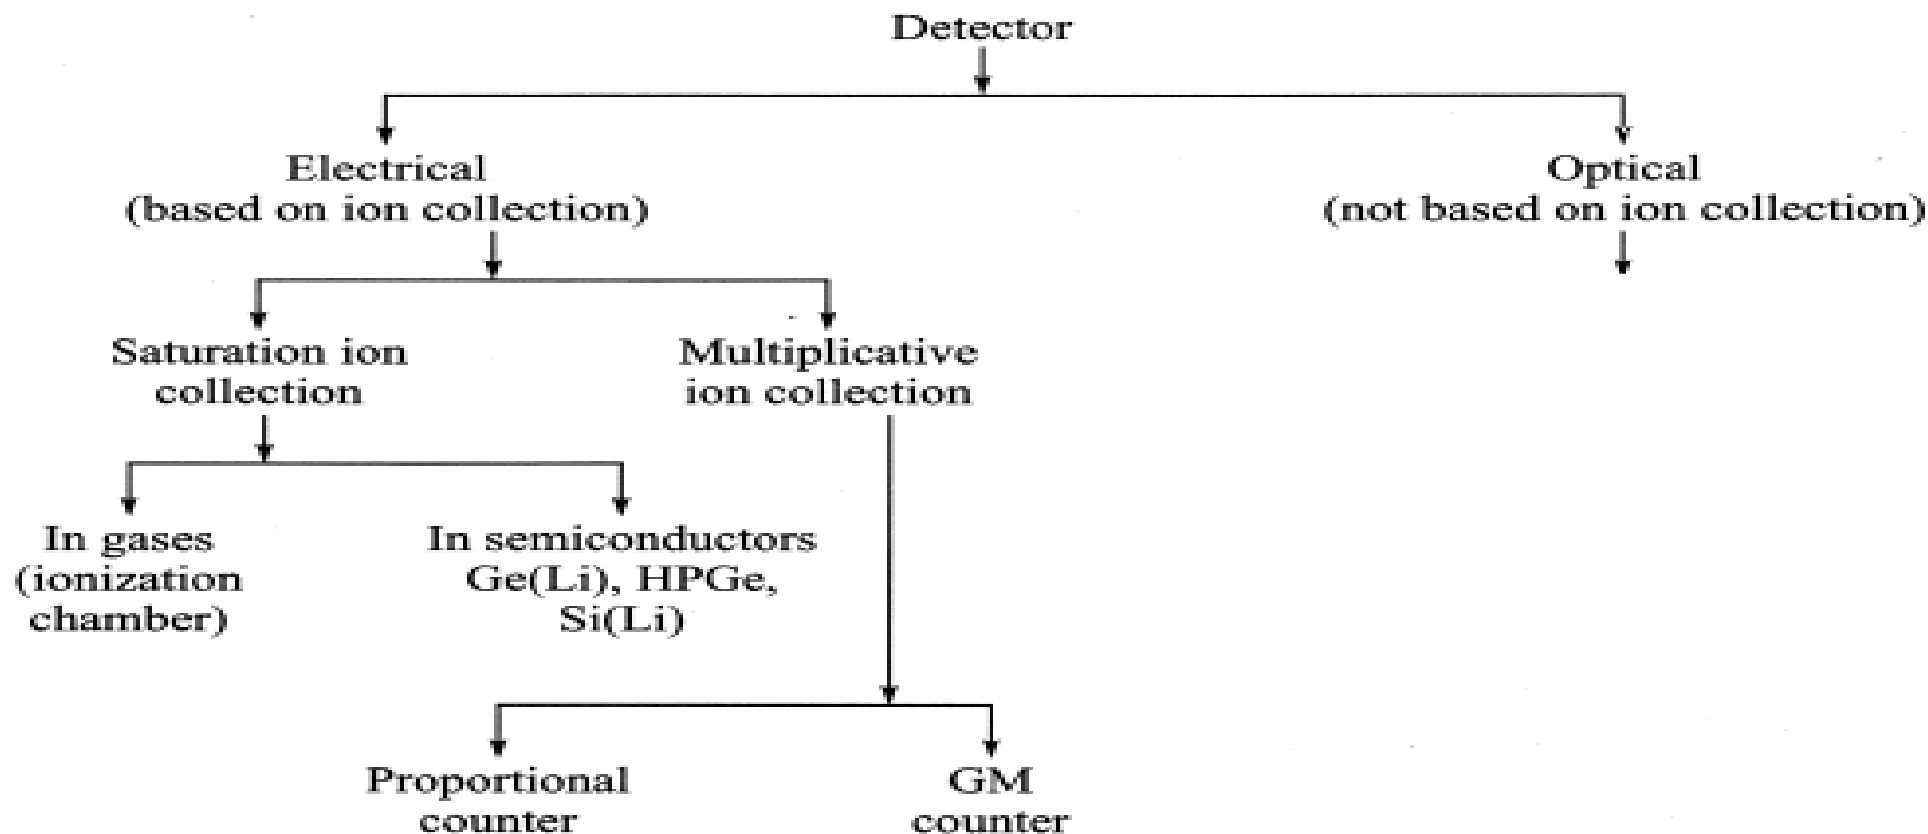 Detector
Electrical
(based on ion collection)
Optical
(not based on ion collection)
Saturation ion
collection
Multiplicative
ion collection
In gases
(ionization
chamber)
In semiconductors
Ge(Li), HPGe,
Si(Li)
Proportional
counter
GM
counter